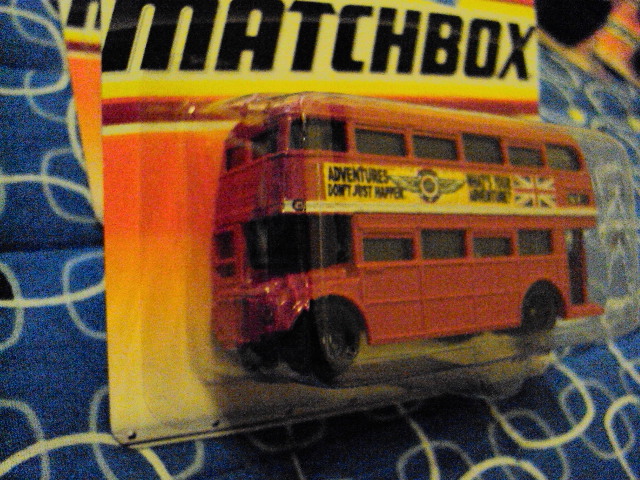 MATCHBOX
ADVENTURES
DON'T JUST HAPPEN
WHAT'S YOUR
ADVENTURE?